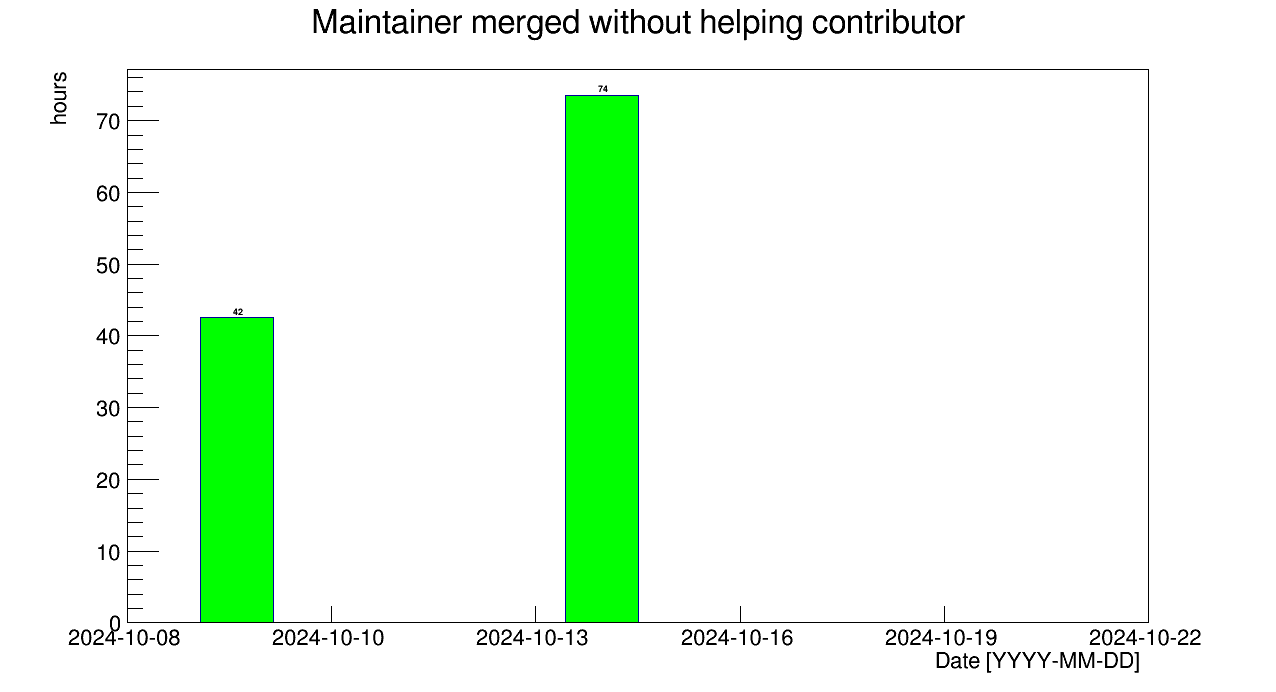 Maintainer merged without helping contributor
hours
74
70
60
50
42
40
30
20
10
0
2024-10-08 2024-10-10 2024-10-13 2024-10-16 2024-10-19 2024-10-22
Date [YYYY-MM-DD]